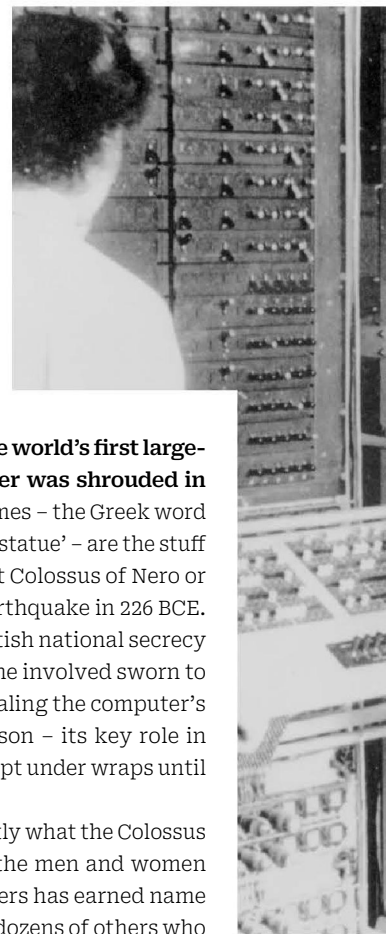 e world's first large-
er was shrouded in
mes – the Greek word
statue' – are the stuff
t Colossus of Nero or
rthquake in 226 BCE.
tish national secrecy
ne involved sworn to
aling the computer's
son – its key role in
pt under wraps until
tly what the Colossus
the men and women
ers has earned name
dozens of others who